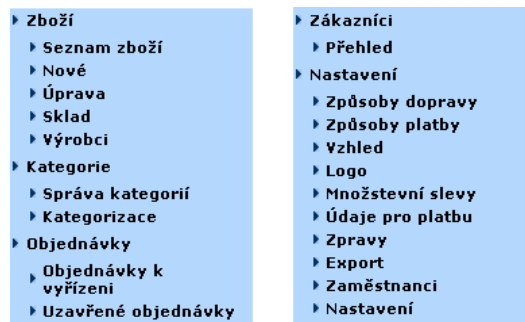 Zboží
Seznam zboží
Nové
Úprava
Sklad
Výrobci
Kategorie
Správa kategorií
Kategorizace
Objednávky
Objednávky k
vyřízeni
Uzavřené objednávky
Zákazníci
Přehled
Nastavení
Způsoby dopravy
Způsoby platby
Vzhled
Logo
Množstevní slevy
Údaje pro platbu
Zpravy
Export
Zaměstnanci
Nastavení